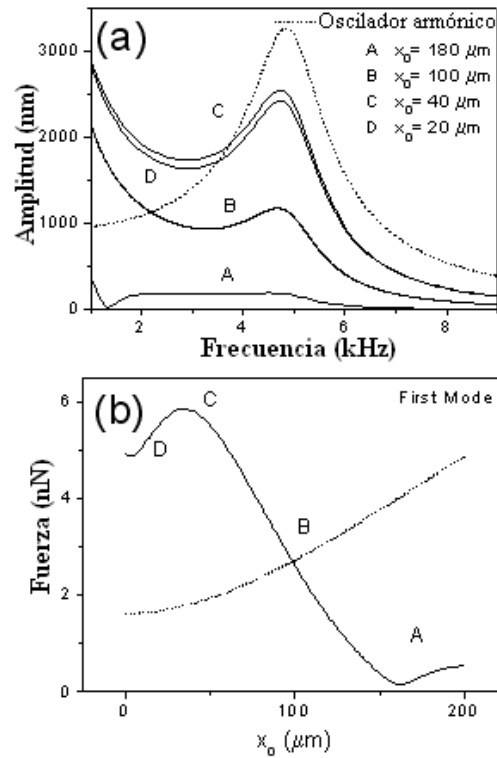 (a)
Oscilador armónico
A x₀= 180 μm
B x₀= 100 μm
C x₀= 40 μm
D x₀= 20 μm
Amplitud (nm)
3000
2000
1000
0
C
D
B
A
2 4 6 8
Frecuencia (kHz)
(b)
First Mode
Fuerza (nN)
6
4
2
0
C
D
B
A
0 100 200
x₀ (μm)